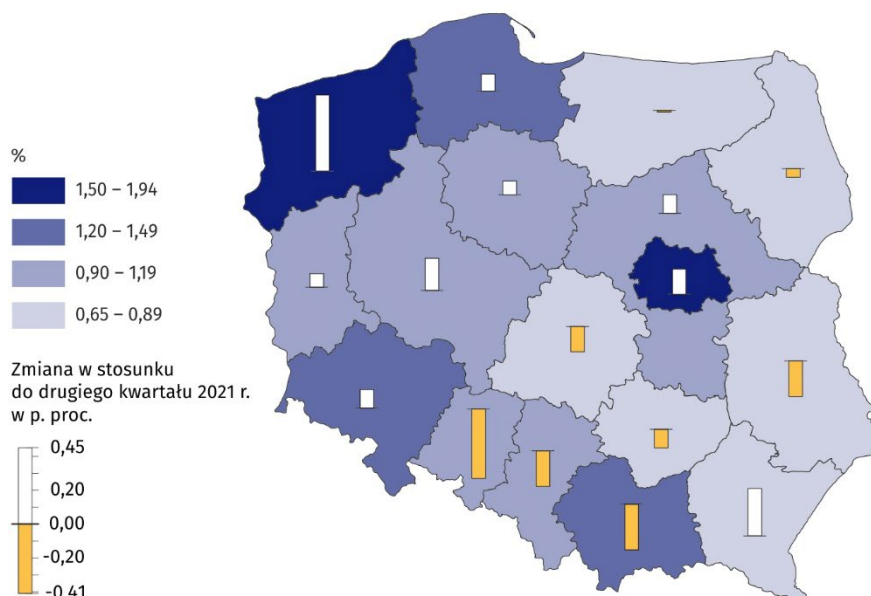 %
1,50 – 1,94
1,20 – 1,49
0,90 – 1,19
0,65 – 0,89
Zmiana w stosunku
do drugiego kwartału 2021 r.
w p. proc.
0,45
0,20
0,00
-0,20
-0,41